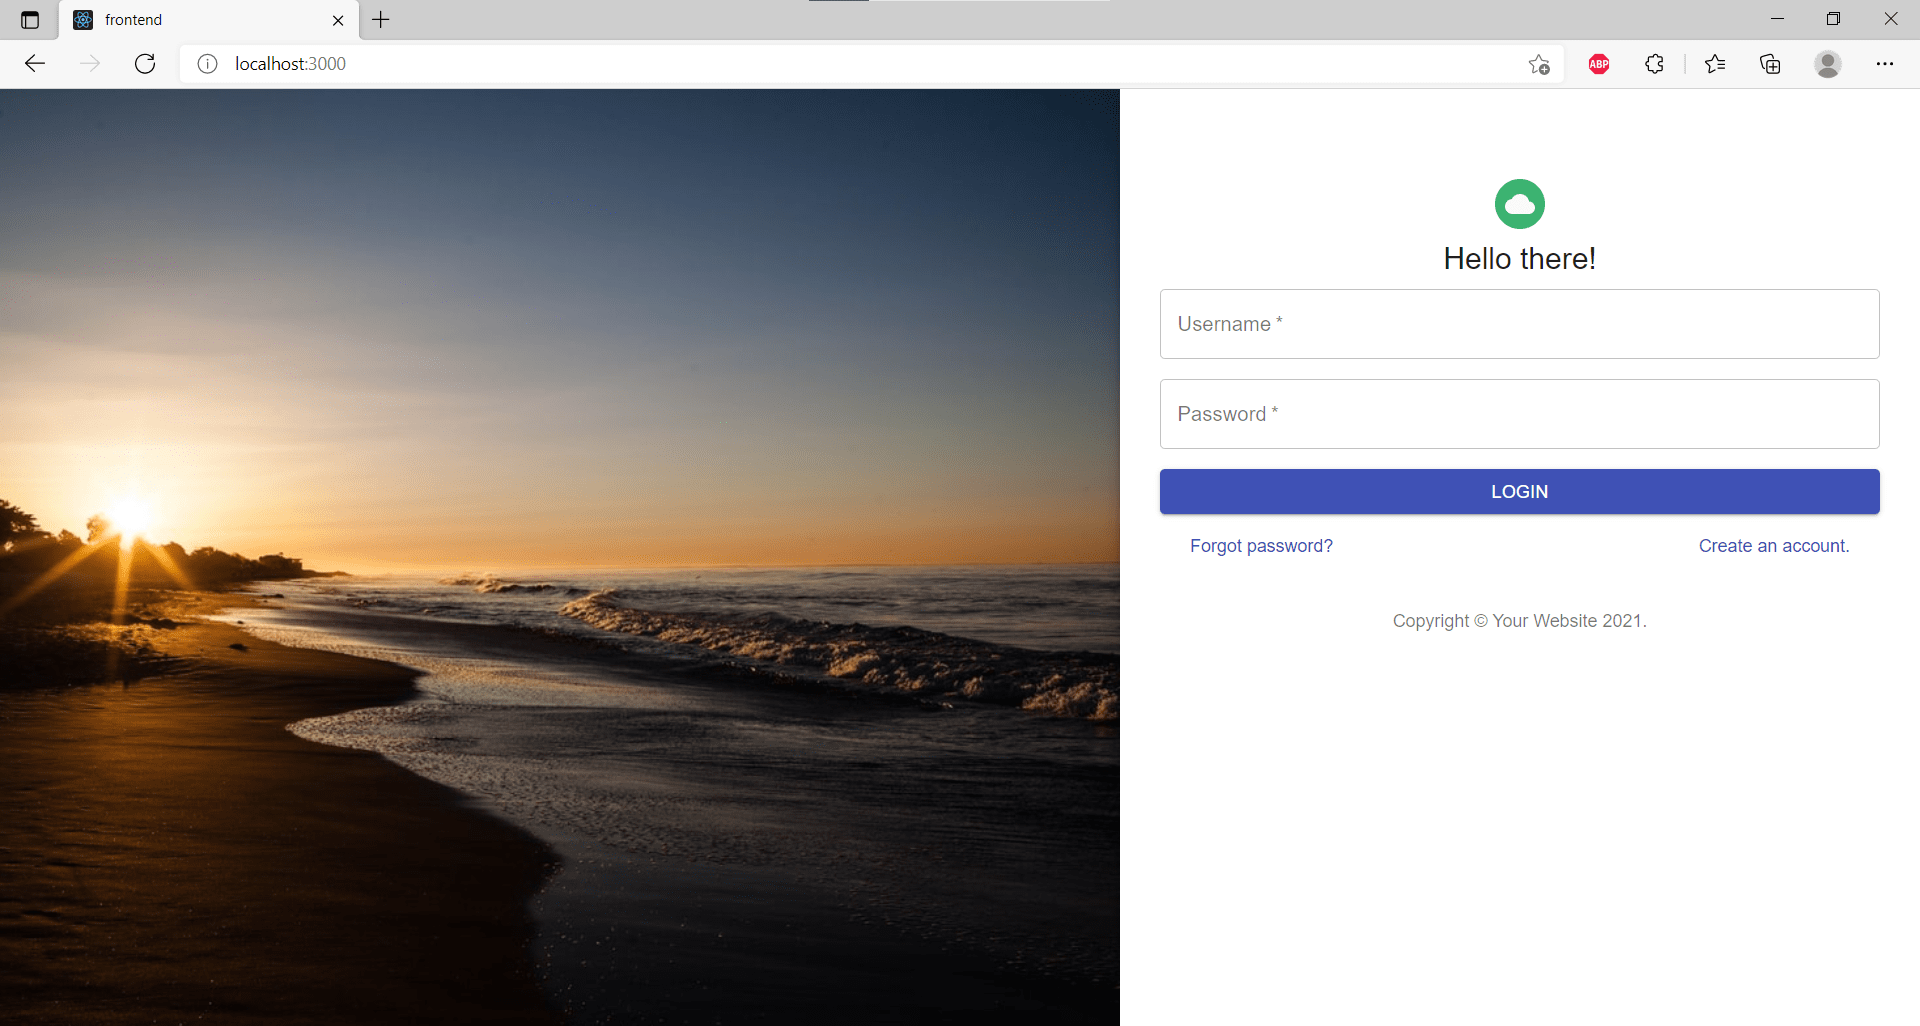 frontend
localhost:3000
ABP
Hello there!
Username *
Password *
LOGIN
Forgot password?
Create an account.
Copyright © Your Website 2021.